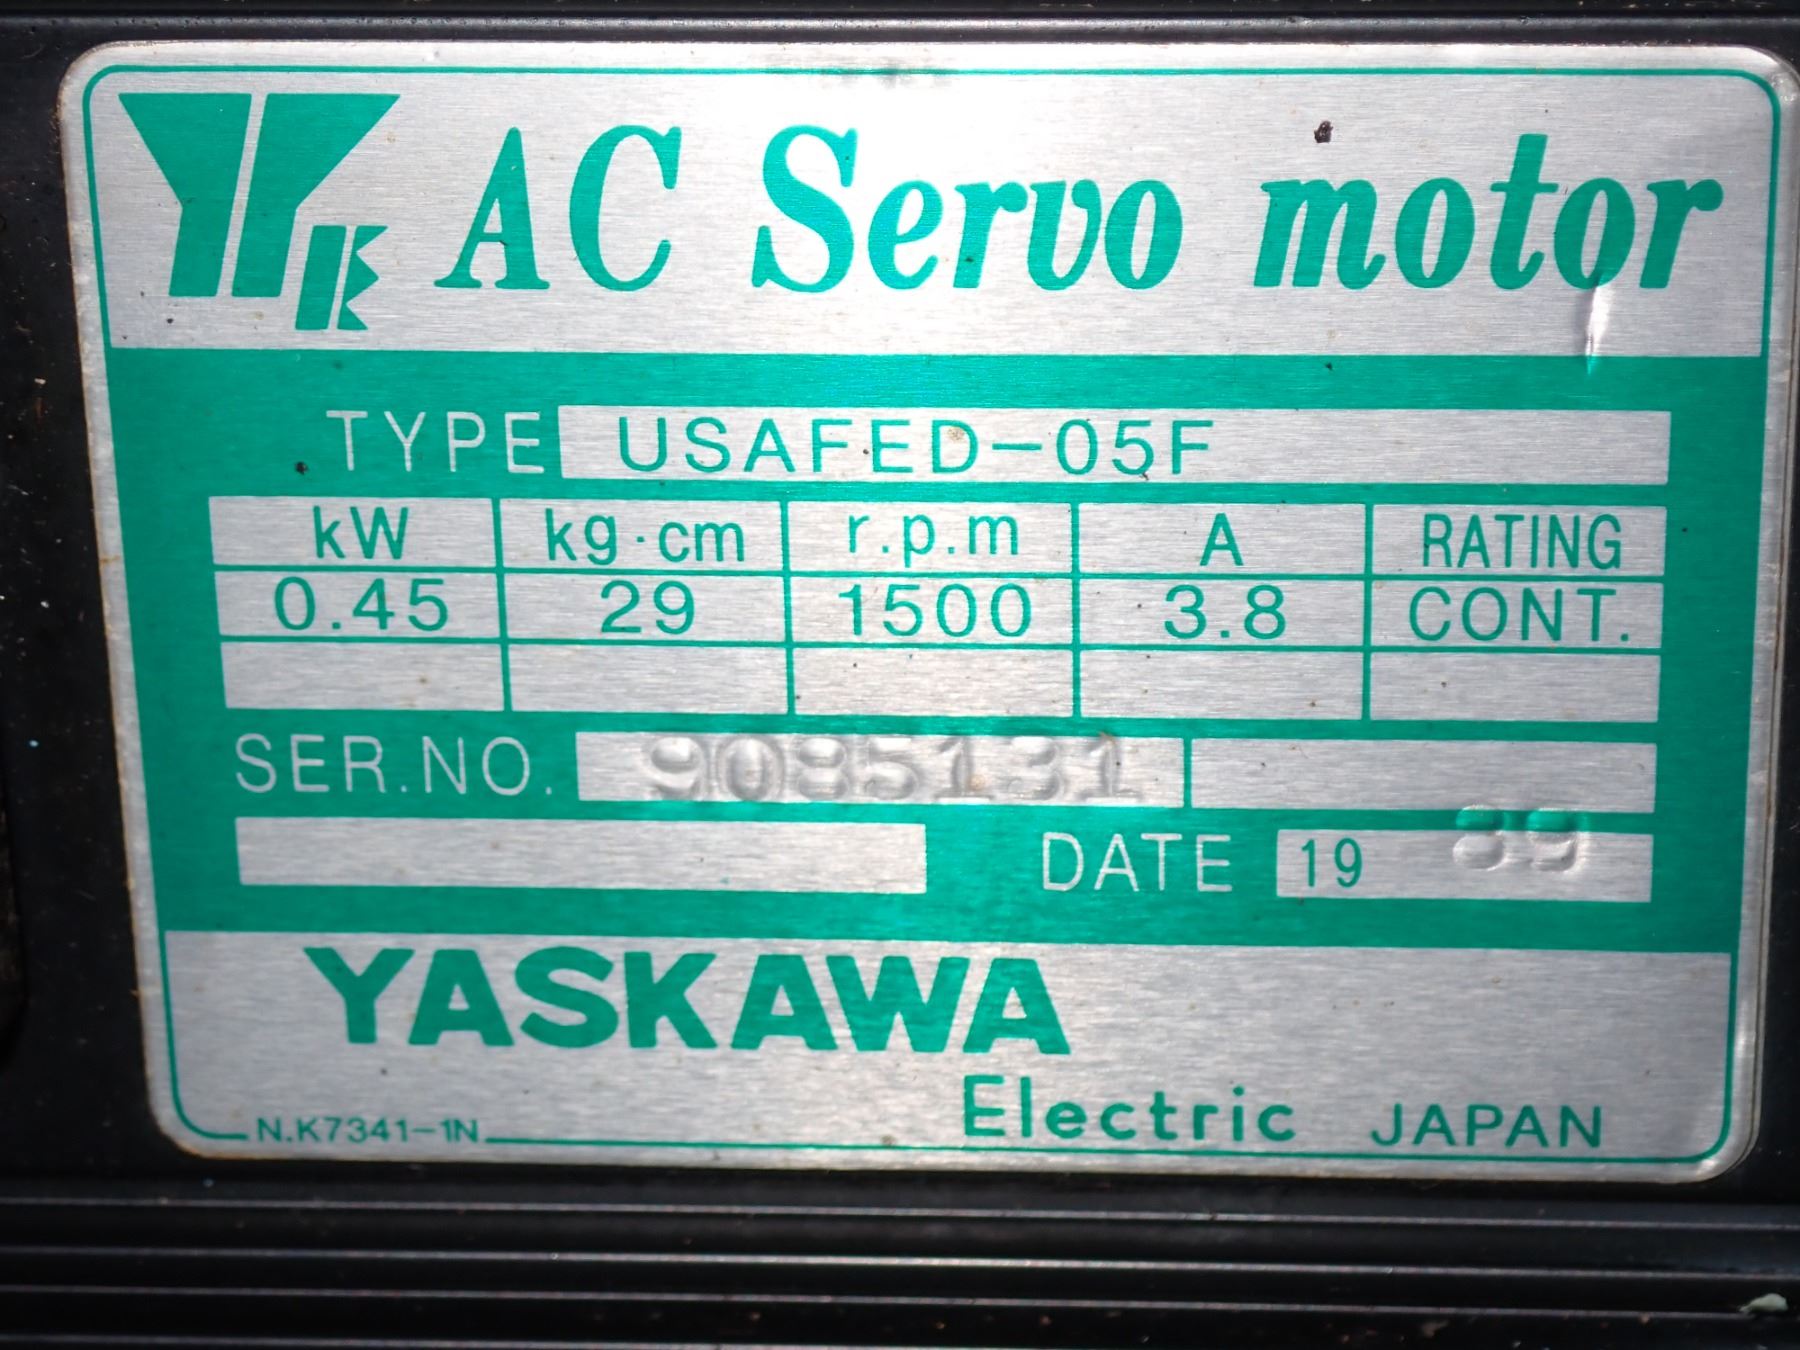 YK AC Servo motor
TYPE USAFED-05F
kW kg·cm r.p.m A RATING
0.45 29 1500 3.8 CONT.
SER.NO. 9085131
DATE 19 89
YASKAWA
Electric JAPAN
N.K7341-1N